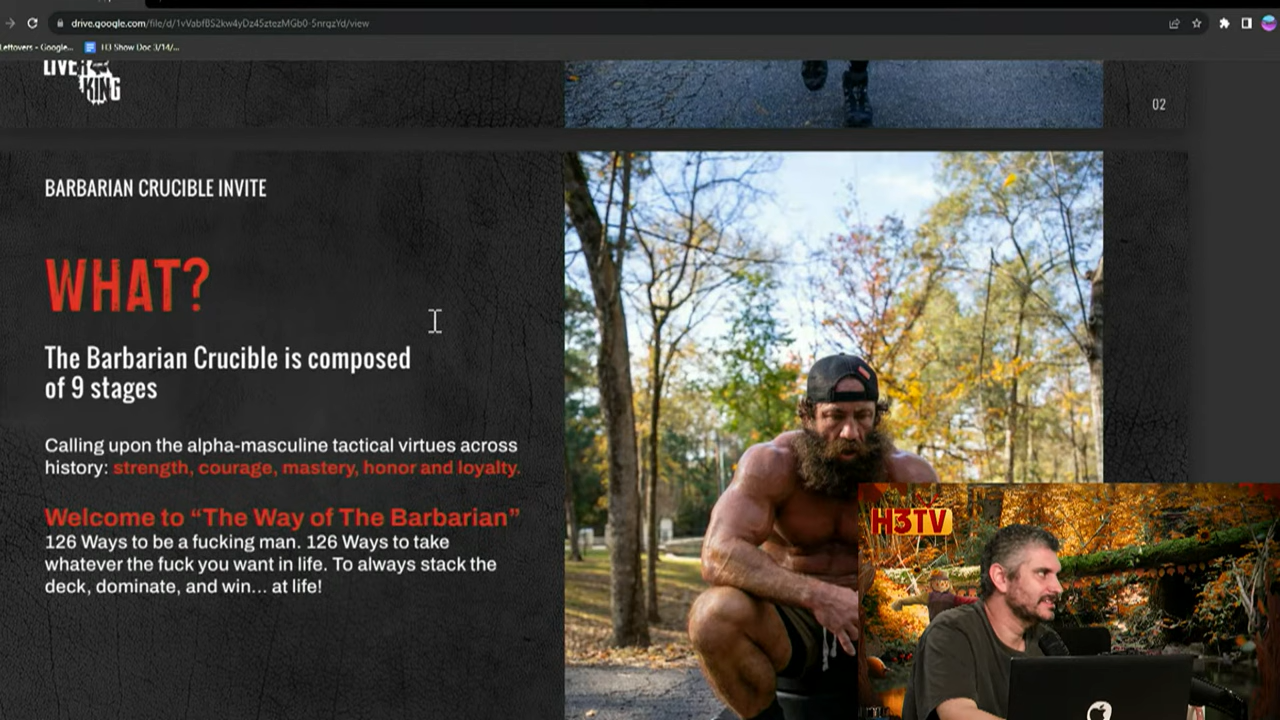 drive.google.com/file/d/1vVabfBS2kw4yDz45ztezMGb0-5nrgzYd/view
Leftovers - Google...
H3 Show Doc 3/14/...
LIVE
KING
02
BARBARIAN CRUCIBLE INVITE
WHAT?
The Barbarian Crucible is composed
of 9 stages
Calling upon the alpha-masculine tactical virtues across
history: strength, courage, mastery, honor and loyalty.
Welcome to “The Way of The Barbarian”
126 Ways to be a fucking man. 126 Ways to take
whatever the fuck you want in life. To always stack the
deck, dominate, and win... at life!
H3TV